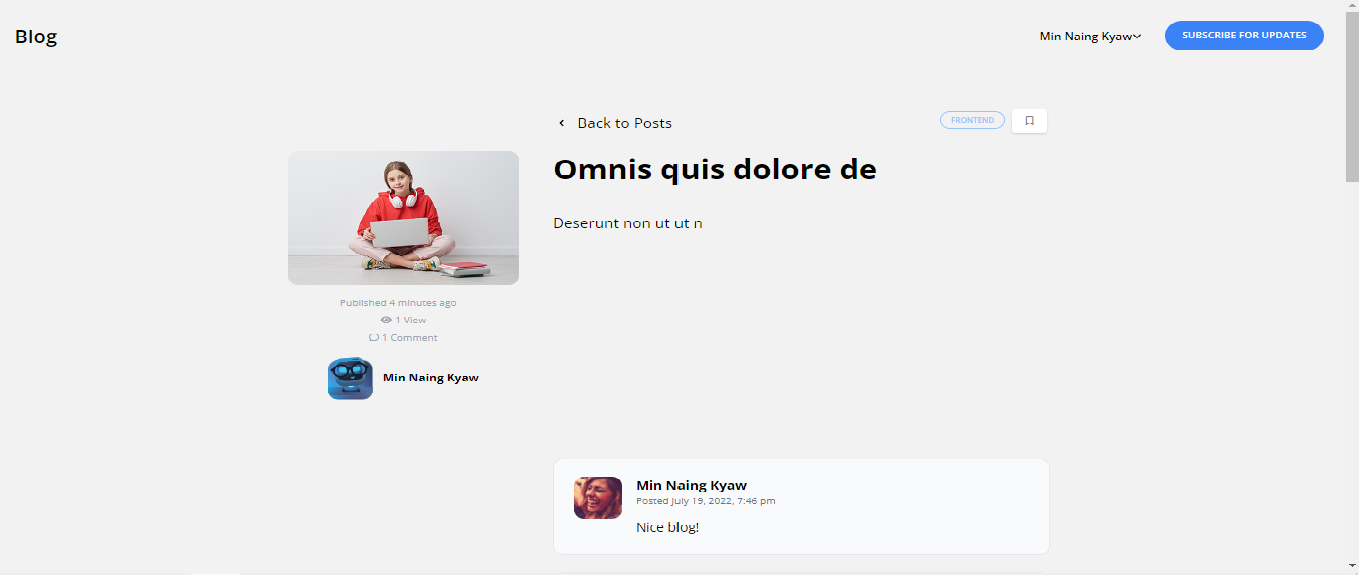 Blog
Min Naing Kyaw
SUBSCRIBE FOR UPDATES
Back to Posts
FRONTEND
Omnis quis dolore de
Deserunt non ut ut n
Published 4 minutes ago
1 View
1 Comment
Min Naing Kyaw
Min Naing Kyaw
Posted July 19, 2022, 7:46 pm
Nice blog!